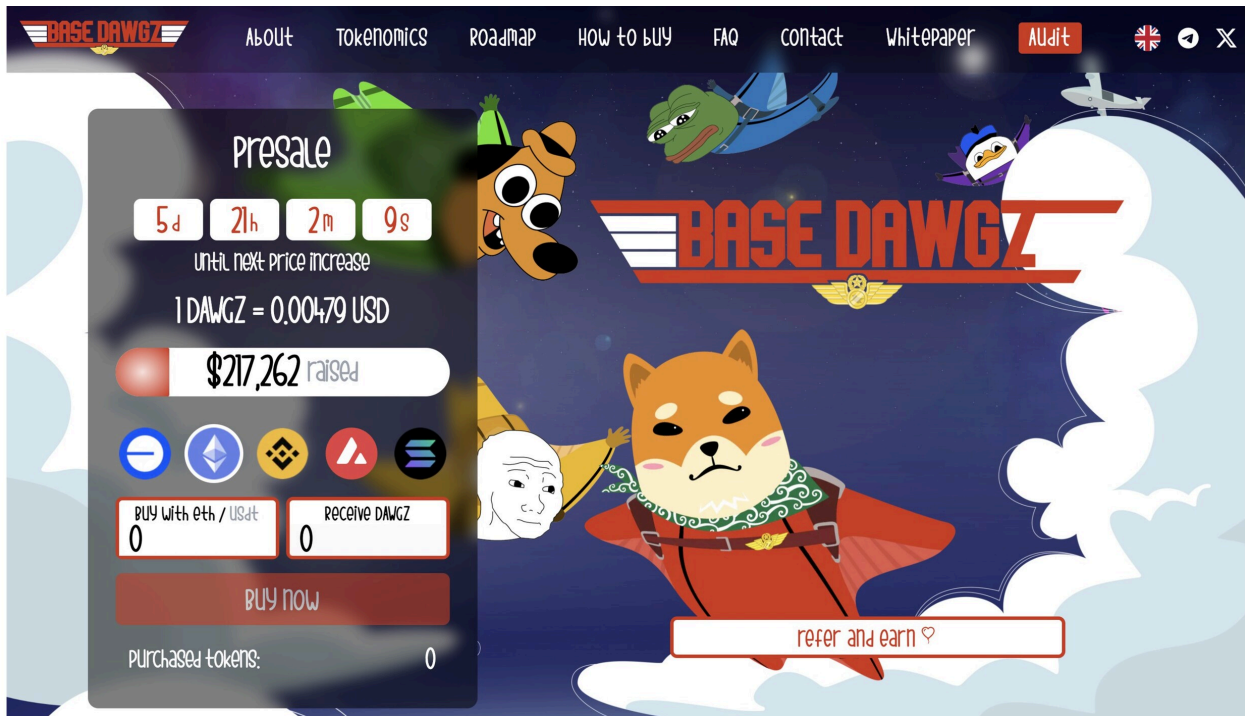 BASE DAWGZ
About
Tokenomics
Roadmap
How to buy
FAQ
contact
Whitepaper
Audit
presale
5d 21h 2m 9s
until next price increase
1 DAWGZ = 0.00479 USD
$217,262 raised
Buy with eth / usdt
0
Receive DAWGZ
0
Buy now
purchased tokens: 0
BASE DAWGZ
refer and earn